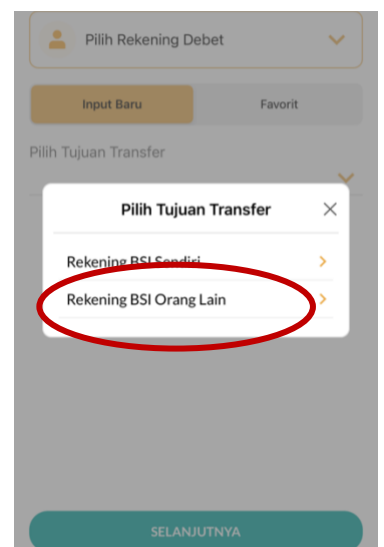 Pilih Rekening Debet
Input Baru Favorit
Pilih Tujuan Transfer
Pilih Tujuan Transfer
Rekening BSI Sendiri
Rekening BSI Orang Lain
SELANJUTNYA